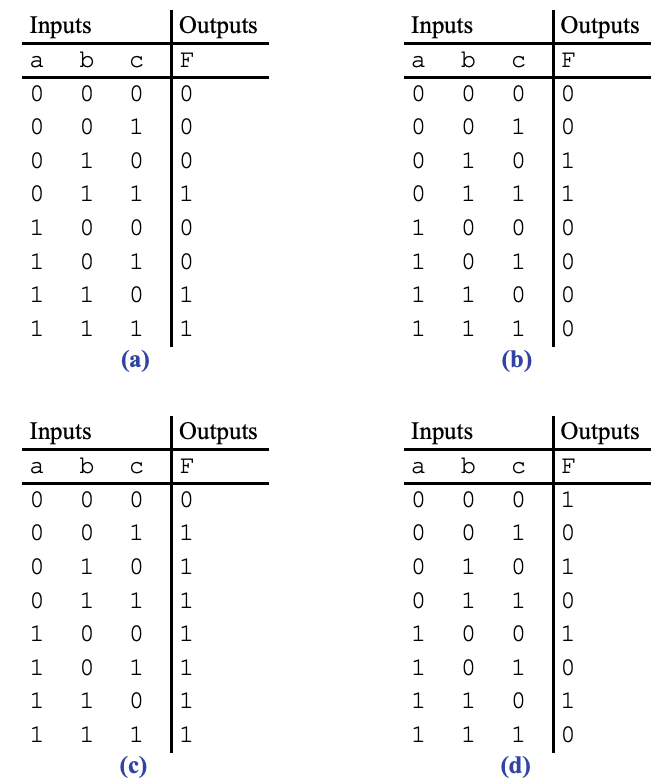 Inputs Outputs
a b c F
0 0 0 0
0 0 1 0
0 1 0 0
0 1 1 1
1 0 0 0
1 0 1 0
1 1 0 1
1 1 1 1
(a)
Inputs Outputs
a b c F
0 0 0 0
0 0 1 0
0 1 0 1
0 1 1 1
1 0 0 0
1 0 1 0
1 1 0 0
1 1 1 0
(b)
Inputs Outputs
a b c F
0 0 0 0
0 0 1 1
0 1 0 1
0 1 1 1
1 0 0 1
1 0 1 1
1 1 0 1
1 1 1 1
(c)
Inputs Outputs
a b c F
0 0 0 1
0 0 1 0
0 1 0 1
0 1 1 0
1 0 0 1
1 0 1 0
1 1 0 1
1 1 1 0
(d)